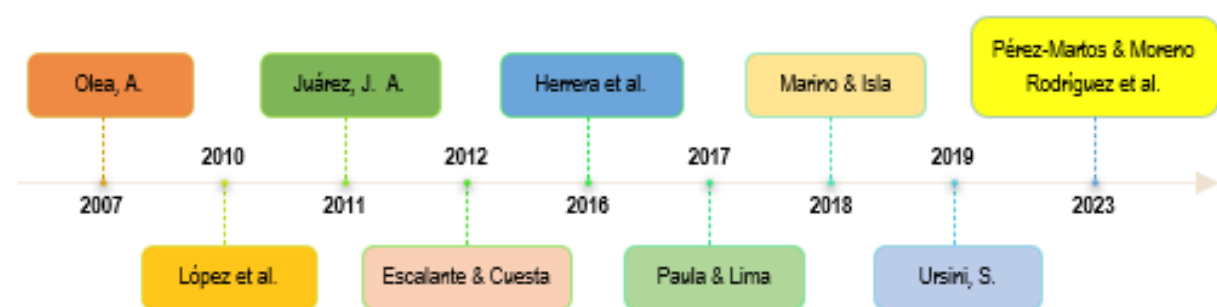 Pérez-Martos & Moreno
Rodríguez et al.
Olea, A.
Juárez, J. A.
Herrera et al.
Marino & Isla
2010
2012
2017
2019
2007
2011
2016
2018
2023
López et al.
Escalante & Cuesta
Paula & Lima
Ursini, S.